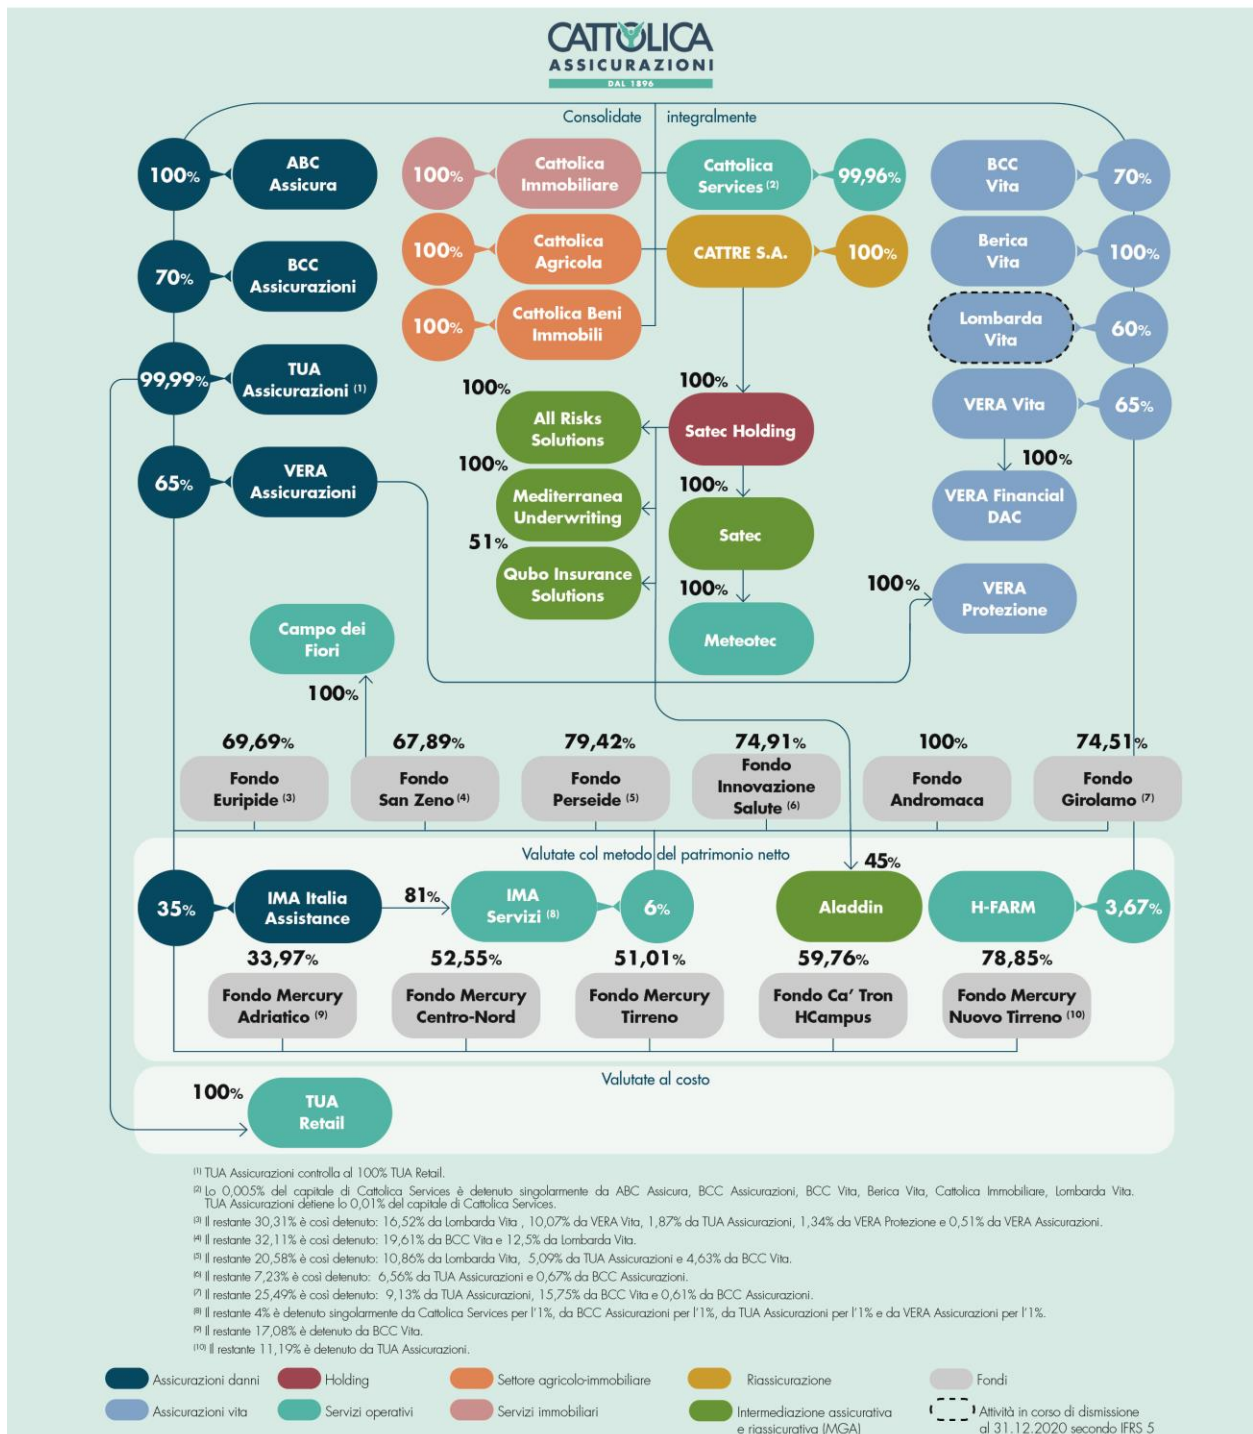 CATTOLICA
ASSICURAZIONI
DAL 1896
Consolidate integralmente
100%
ABC
Assicura
70%
BCC
Assicurazioni
99,99%
TUA
Assicurazioni (1)
65%
VERA
Assicurazioni
100%
Cattolica
Immobiliare
100%
Cattolica
Agricola
100%
Cattolica Beni
Immobili
Cattolica
Services (2)
99,96%
CATTRE S.A.
100%
BCC
Vita
70%
Berica
Vita
100%
Lombarda
Vita
60%
VERA Vita
65%
100%
VERA Financial
DAC
100%
All Risks
Solutions
100%
Mediterranea
Underwriting
51%
Qubo Insurance
Solutions
100%
Satec Holding
100%
Satec
100%
Meteotec
100%
VERA
Protezione
Campo dei
Fiori
100%
69,69%
Fondo
Euripide (3)
67,89%
Fondo
San Zeno (4)
79,42%
Fondo
Perseide (5)
74,91%
Fondo
Innovazione
Salute (6)
100%
Fondo
Andromaca
74,51%
Fondo
Girolamo (7)
Valutate col metodo del patrimonio netto
35%
IMA Italia
Assistance
81%
IMA
Servizi (8)
6%
45%
Aladdin
H-FARM
3,67%
33,97%
Fondo Mercury
Adriatico (9)
52,55%
Fondo Mercury
Centro-Nord
51,01%
Fondo Mercury
Tirreno
59,76%
Fondo Ca' Tron
HCampus
78,85%
Fondo Mercury
Nuovo Tirreno (10)
Valutate al costo
100%
TUA
Retail
(1) TUA Assicurazioni controlla al 100% TUA Retail.
(2) Lo 0,005% del capitale di Cattolica Services è detenuto singolarmente da ABC Assicura, BCC Assicurazioni, BCC Vita, Berica Vita, Cattolica Immobiliare, Lombarda Vita.
TUA Assicurazioni detiene lo 0,01% del capitale di Cattolica Services.
(3) Il restante 30,31% è così detenuto: 16,52% da Lombarda Vita , 10,07% da VERA Vita, 1,87% da TUA Assicurazioni, 1,34% da VERA Protezione e 0,51% da VERA Assicurazioni.
(4) Il restante 32,11% è così detenuto: 19,61% da BCC Vita e 12,5% da Lombarda Vita.
(5) Il restante 20,58% è così detenuto: 10,86% da Lombarda Vita, 5,09% da TUA Assicurazioni e 4,63% da BCC Vita.
(6) Il restante 7,23% è così detenuto: 6,56% da TUA Assicurazioni e 0,67% da BCC Assicurazioni.
(7) Il restante 25,49% è così detenuto: 9,13% da TUA Assicurazioni, 15,75% da BCC Vita e 0,61% da BCC Assicurazioni.
(8) Il restante 4% è detenuto singolarmente da Cattolica Services per l'1%, da BCC Assicurazioni per l'1%, da TUA Assicurazioni per l'1% e da VERA Assicurazioni per l'1%.
(9) Il restante 17,08% è detenuto da BCC Vita.
(10) Il restante 11,19% è detenuto da TUA Assicurazioni.
Assicurazioni danni
Holding
Settore agricolo-immobiliare
Riassicurazione
Fondi
Assicurazioni vita
Servizi operativi
Servizi immobiliari
Intermediazione assicurativa
e riassicurativa (MGA)
Attività in corso di dismissione
al 31.12.2020 secondo IFRS 5